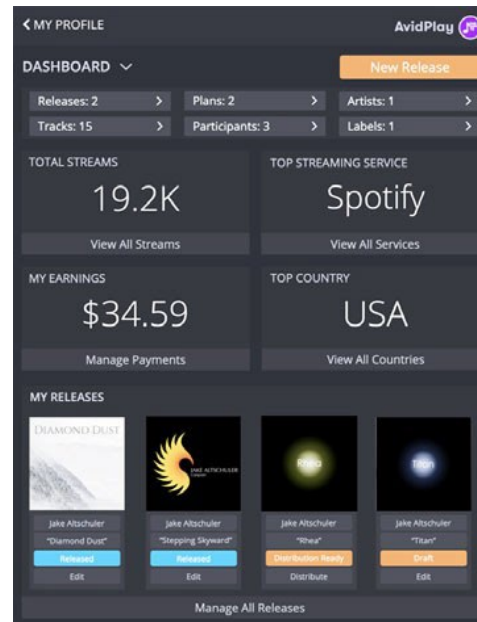 MY PROFILE
AvidPlay
DASHBOARD
New Release
Releases: 2
Plans: 2
Artists: 1
Tracks: 15
Participants: 3
Labels: 1
TOTAL STREAMS
19.2K
View All Streams
TOP STREAMING SERVICE
Spotify
View All Services
MY EARNINGS
$34.59
Manage Payments
TOP COUNTRY
USA
View All Countries
MY RELEASES
DIAMOND DUST
Jake Altschuler
"Diamond Dust"
Released
Edit
JAKE ALTSCHULER
Jake Altschuler
"Stepping Skyward"
Released
Edit
Rhea
Jake Altschuler
"Rhea"
Distribution Ready
Distribute
Titan
Jake Altschuler
"Titan"
Draft
Edit
Manage All Releases